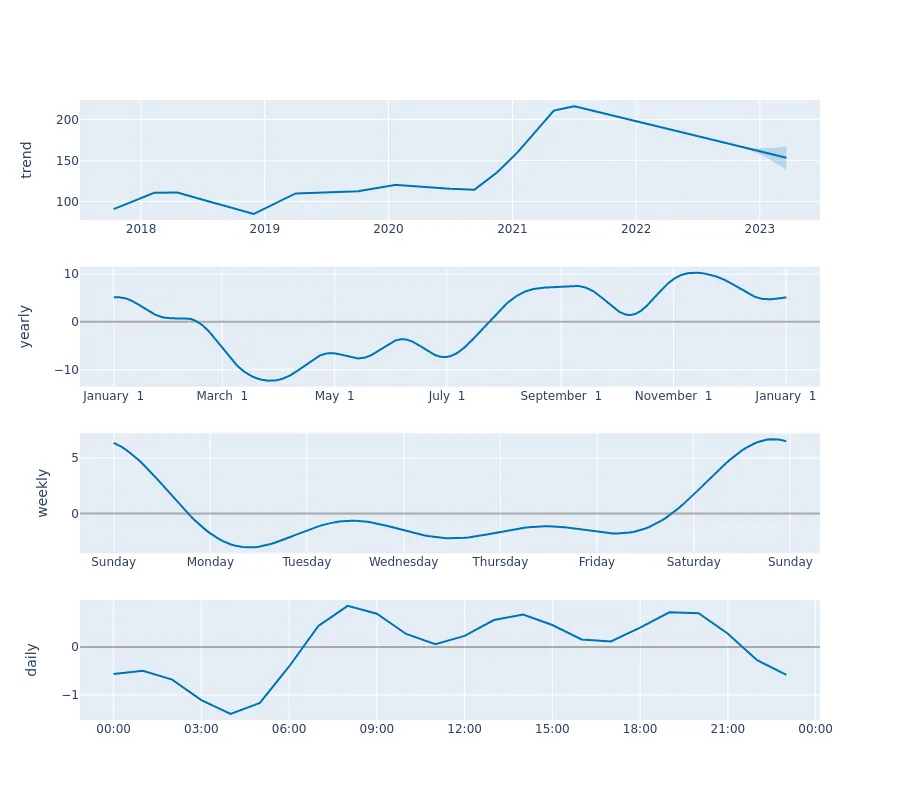 trend
200
150
100
2018 2019 2020 2021 2022 2023
yearly
10
0
−10
January 1 March 1 May 1 July 1 September 1 November 1 January 1
weekly
5
0
Sunday Monday Tuesday Wednesday Thursday Friday Saturday Sunday
daily
0
−1
00:00 03:00 06:00 09:00 12:00 15:00 18:00 21:00 00:00